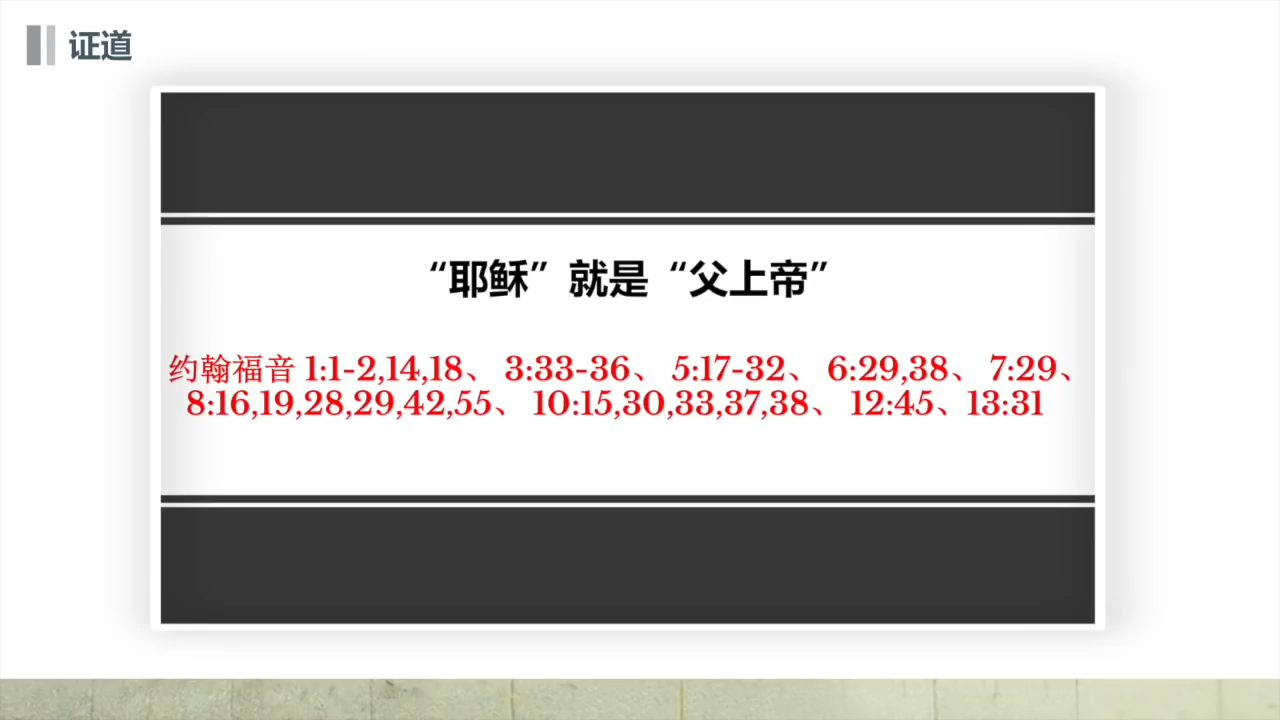 证道
“耶稣”就是“父上帝”
约翰福音 1:1-2,14,18、 3:33-36、 5:17-32、 6:29,38、 7:29、
8:16,19,28,29,42,55、 10:15,30,33,37,38、 12:45、13:31